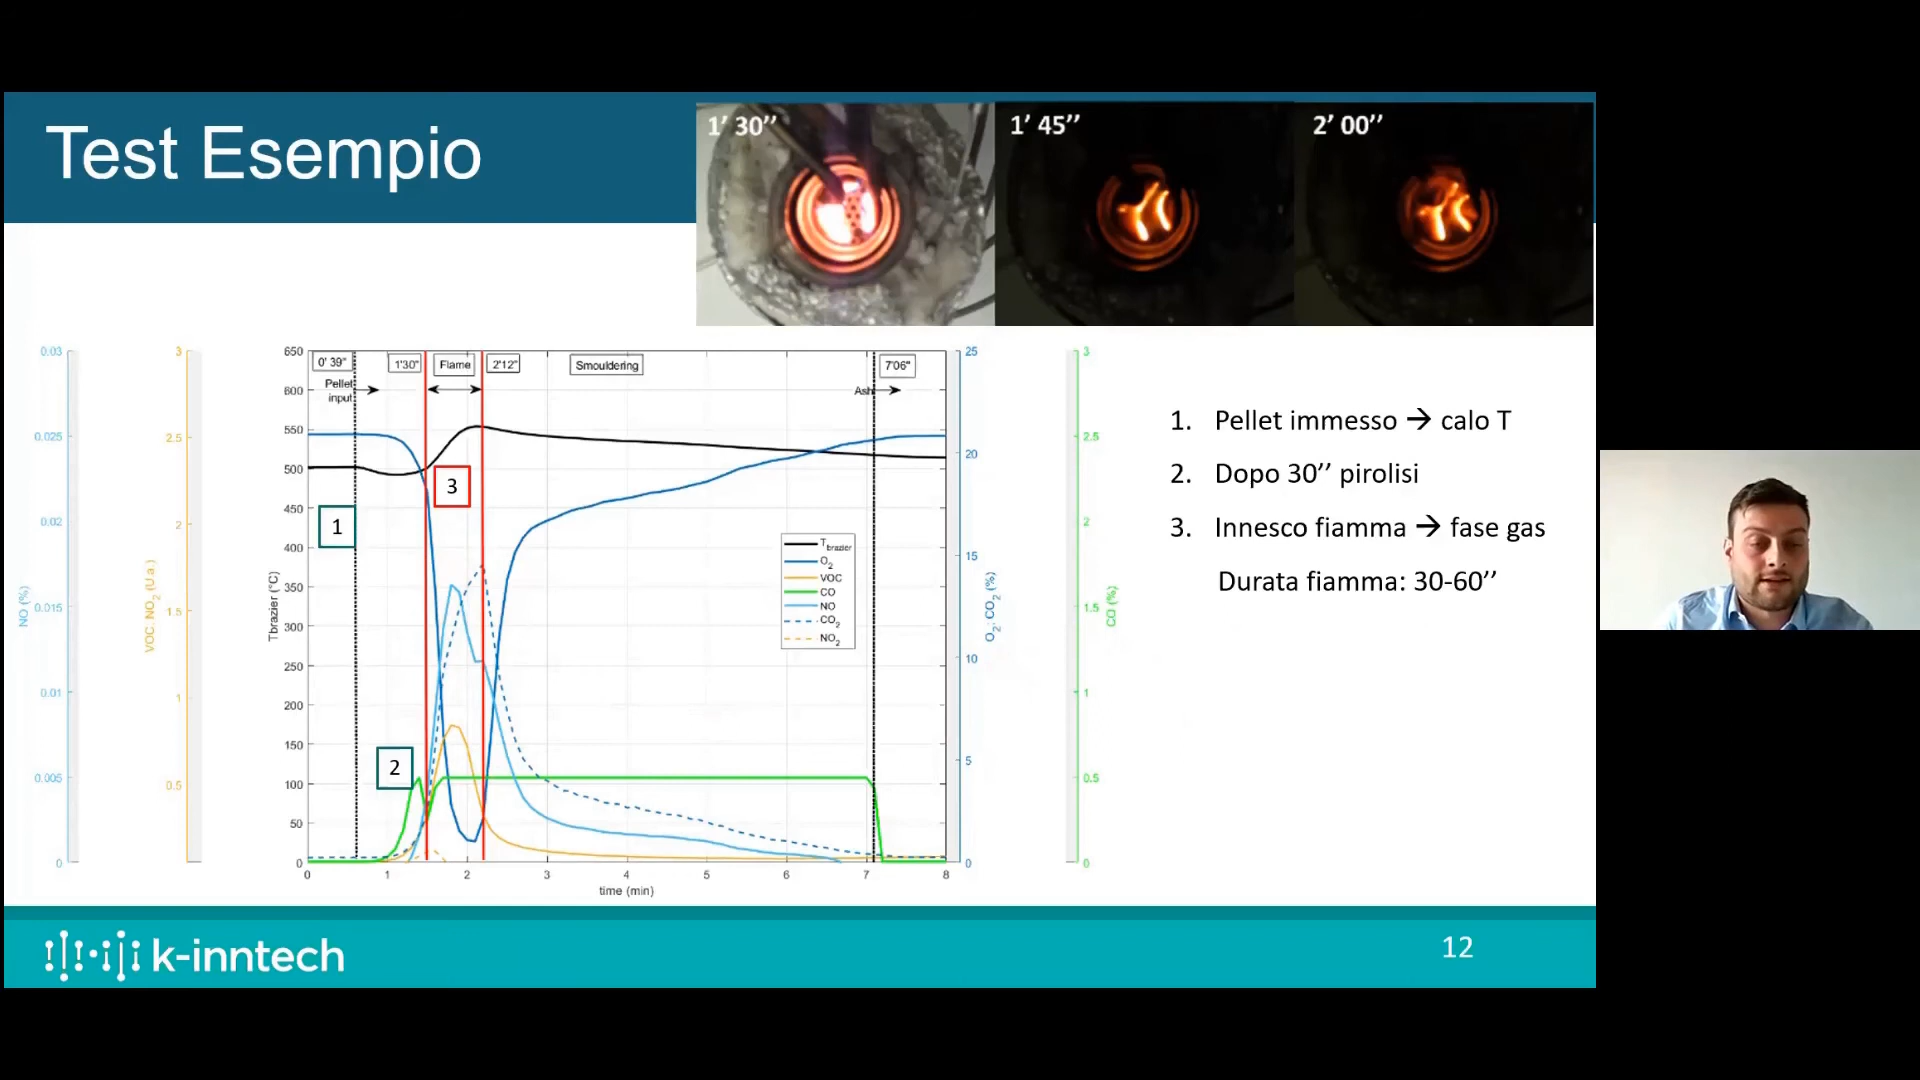 Test Esempio
1’ 30’’
1’ 45’’
2’ 00’’
1. Pellet immesso → calo T
2. Dopo 30’’ pirolisi
3. Innesco fiamma → fase gas
Durata fiamma: 30-60’’
0' 39"
1'30"
Flame
2'12"
Smouldering
7'06"
Pellet
input
Ash
1
2
3
T brazier
O2
VOC
CO
NO
CO2
NO2
NO (%)
0.03
0.025
0.02
0.015
0.01
0.005
0
VOC NO2 (U.a.)
3
2.5
2
1.5
1
0.5
Tbrazier (°C)
650
600
550
500
450
400
350
300
250
200
150
100
50
0
0 1 2 3 4 5 6 7 8
time (min)
O2; CO2 (%)
25
20
15
10
5
0
CO (%)
3
2.5
2
1.5
1
0.5
0
k-inntech
12